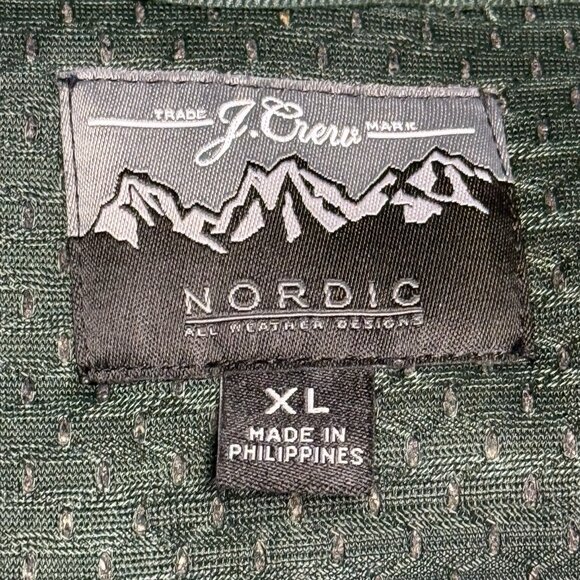 TRADE J.Crew MARK
NORDIC
ALL WEATHER DESIGNS
XL
MADE IN
PHILIPPINES